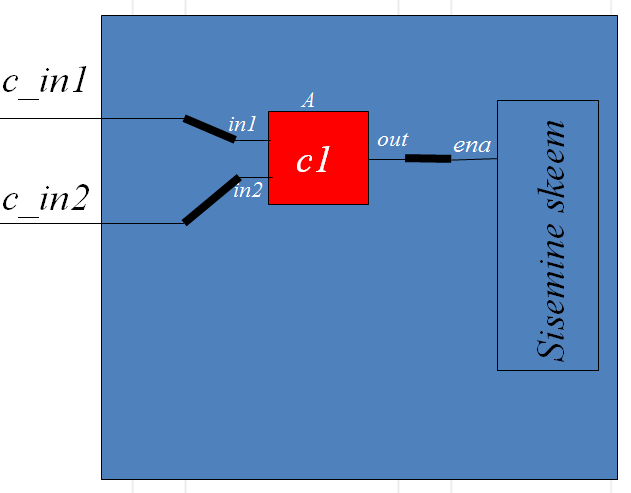 c_in1
A
in1
c1
out
ena
in2
c_in2
Sisemine skeem